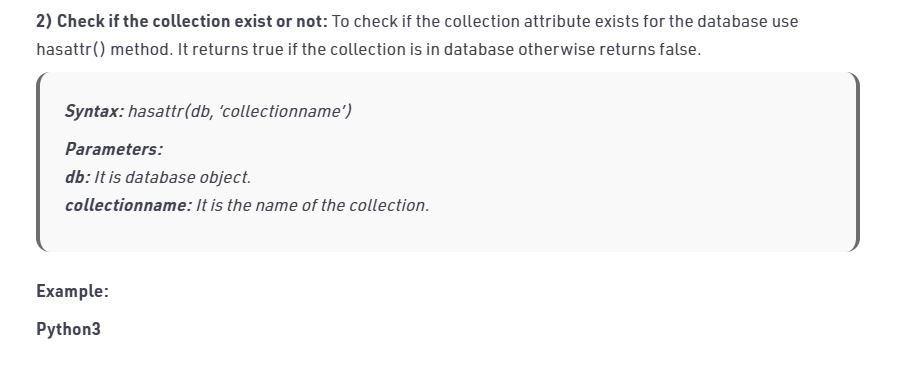 2) Check if the collection exist or not: To check if the collection attribute exists for the database use
hasattr() method. It returns true if the collection is in database otherwise returns false.
Syntax: hasattr(db, ‘collectionname’)
Parameters:
db: It is database object.
collectionname: It is the name of the collection.
Example:
Python3